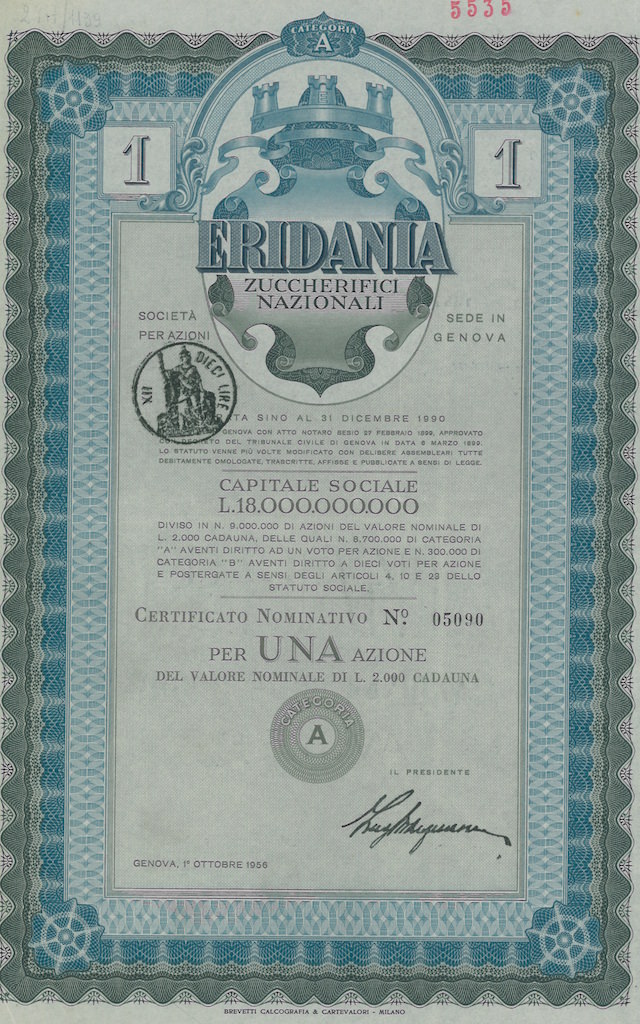 5535
CATEGORIA
A
1
1
ERIDANIA
ZUCCHERIFICI
NAZIONALI
SOCIETÀ
PER AZIONI
SEDE IN
GENOVA
DIECI LIRE
XII
SINO AL 31 DICEMBRE 1990
GENOVA CON ATTO NOTARO BESIO 27 FEBBRAIO 1899, APPROVATO
CON DECRETO DEL TRIBUNALE CIVILE DI GENOVA IN DATA 8 MARZO 1899.
LO STATUTO VENNE PIÙ VOLTE MODIFICATO CON DELIBERE ASSEMBLEARI TUTTE
DEBITAMENTE OMOLOGATE, TRASCRITTE, AFFISSE E PUBBLICATE A SENSI DI LEGGE.
CAPITALE SOCIALE
L.18.000.000.000
DIVISO IN N. 9.000.000 DI AZIONI DEL VALORE NOMINALE DI
L. 2.000 CADAUNA, DELLE QUALI N. 8.700.000 DI CATEGORIA
"A" AVENTI DIRITTO AD UN VOTO PER AZIONE E N. 300.000 DI
CATEGORIA "B" AVENTI DIRITTO A DIECI VOTI PER AZIONE
E POSTERGATE A SENSI DEGLI ARTICOLI 4, 10 E 29 DELLO
STATUTO SOCIALE.
CERTIFICATO NOMINATIVO Nº 05090
PER UNA AZIONE
DEL VALORE NOMINALE DI L. 2.000 CADAUNA
CATEGORIA
A
IL PRESIDENTE
GENOVA, 1º OTTOBRE 1956
BREVETTI CALCOGRAFIA & CARTEVALORI - MILANO